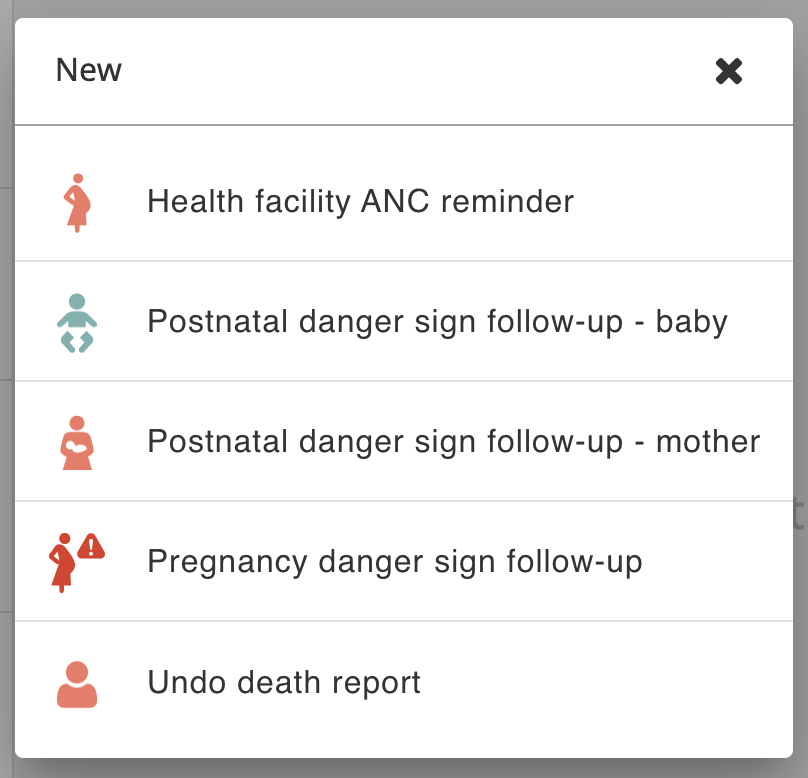 New
Health facility ANC reminder
Postnatal danger sign follow-up - baby
Postnatal danger sign follow-up - mother
Pregnancy danger sign follow-up
Undo death report